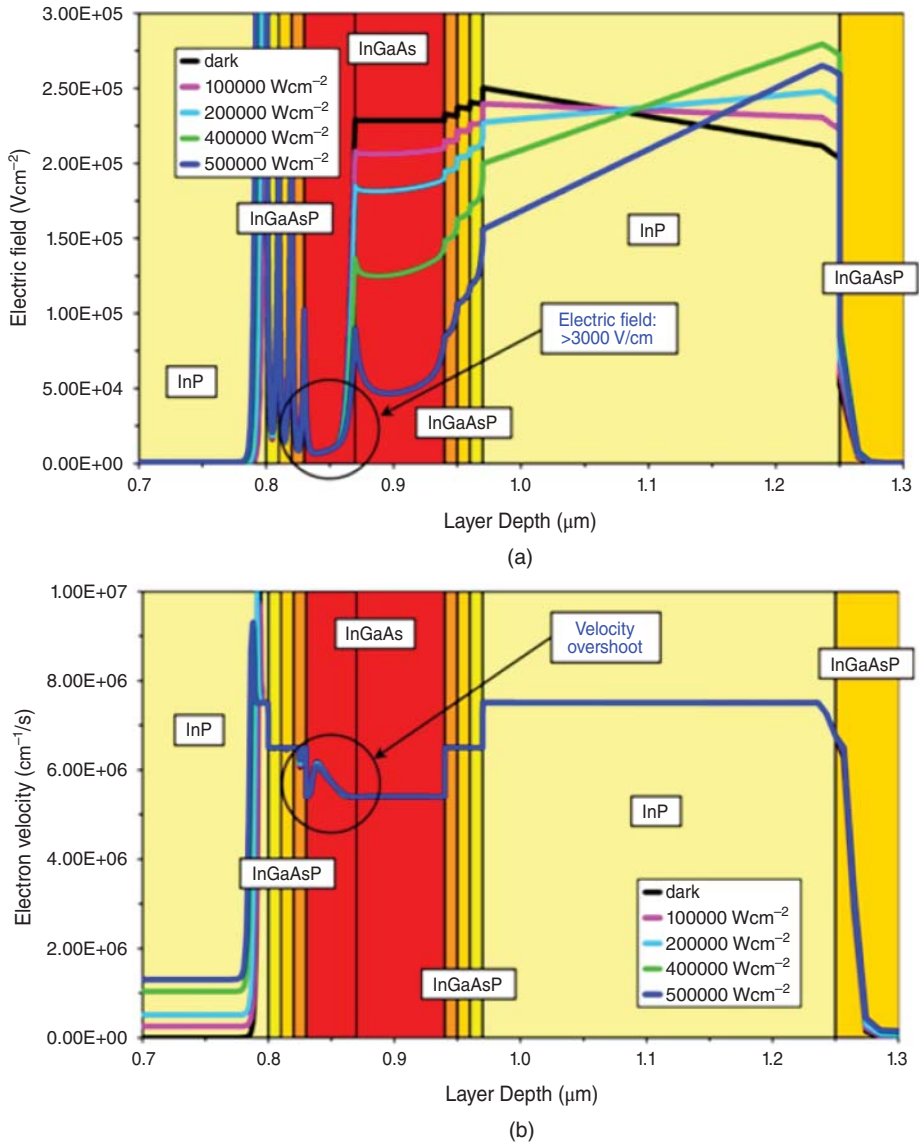 3.00E+05
2.50E+05
2.00E+05
1.50E+05
1.00E+05
5.00E+04
0.00E+00
Electric field (Vcm⁻²)
dark
100000 Wcm⁻²
200000 Wcm⁻²
400000 Wcm⁻²
500000 Wcm⁻²
InGaAs
InGaAsP
InP
InP
InGaAsP
Electric field:
>3000 V/cm
InGaAsP
0.7 0.8 0.9 1.0 1.1 1.2 1.3
Layer Depth (μm)
(a)
1.00E+07
8.00E+06
6.00E+06
4.00E+06
2.00E+06
0.00E+00
Electron velocity (cm⁻¹/s)
InGaAs
Velocity
overshoot
InGaAsP
InP
InP
InGaAsP
InGaAsP
dark
100000 Wcm⁻²
200000 Wcm⁻²
400000 Wcm⁻²
500000 Wcm⁻²
0.7 0.8 0.9 1.0 1.1 1.2 1.3
Layer Depth (μm)
(b)